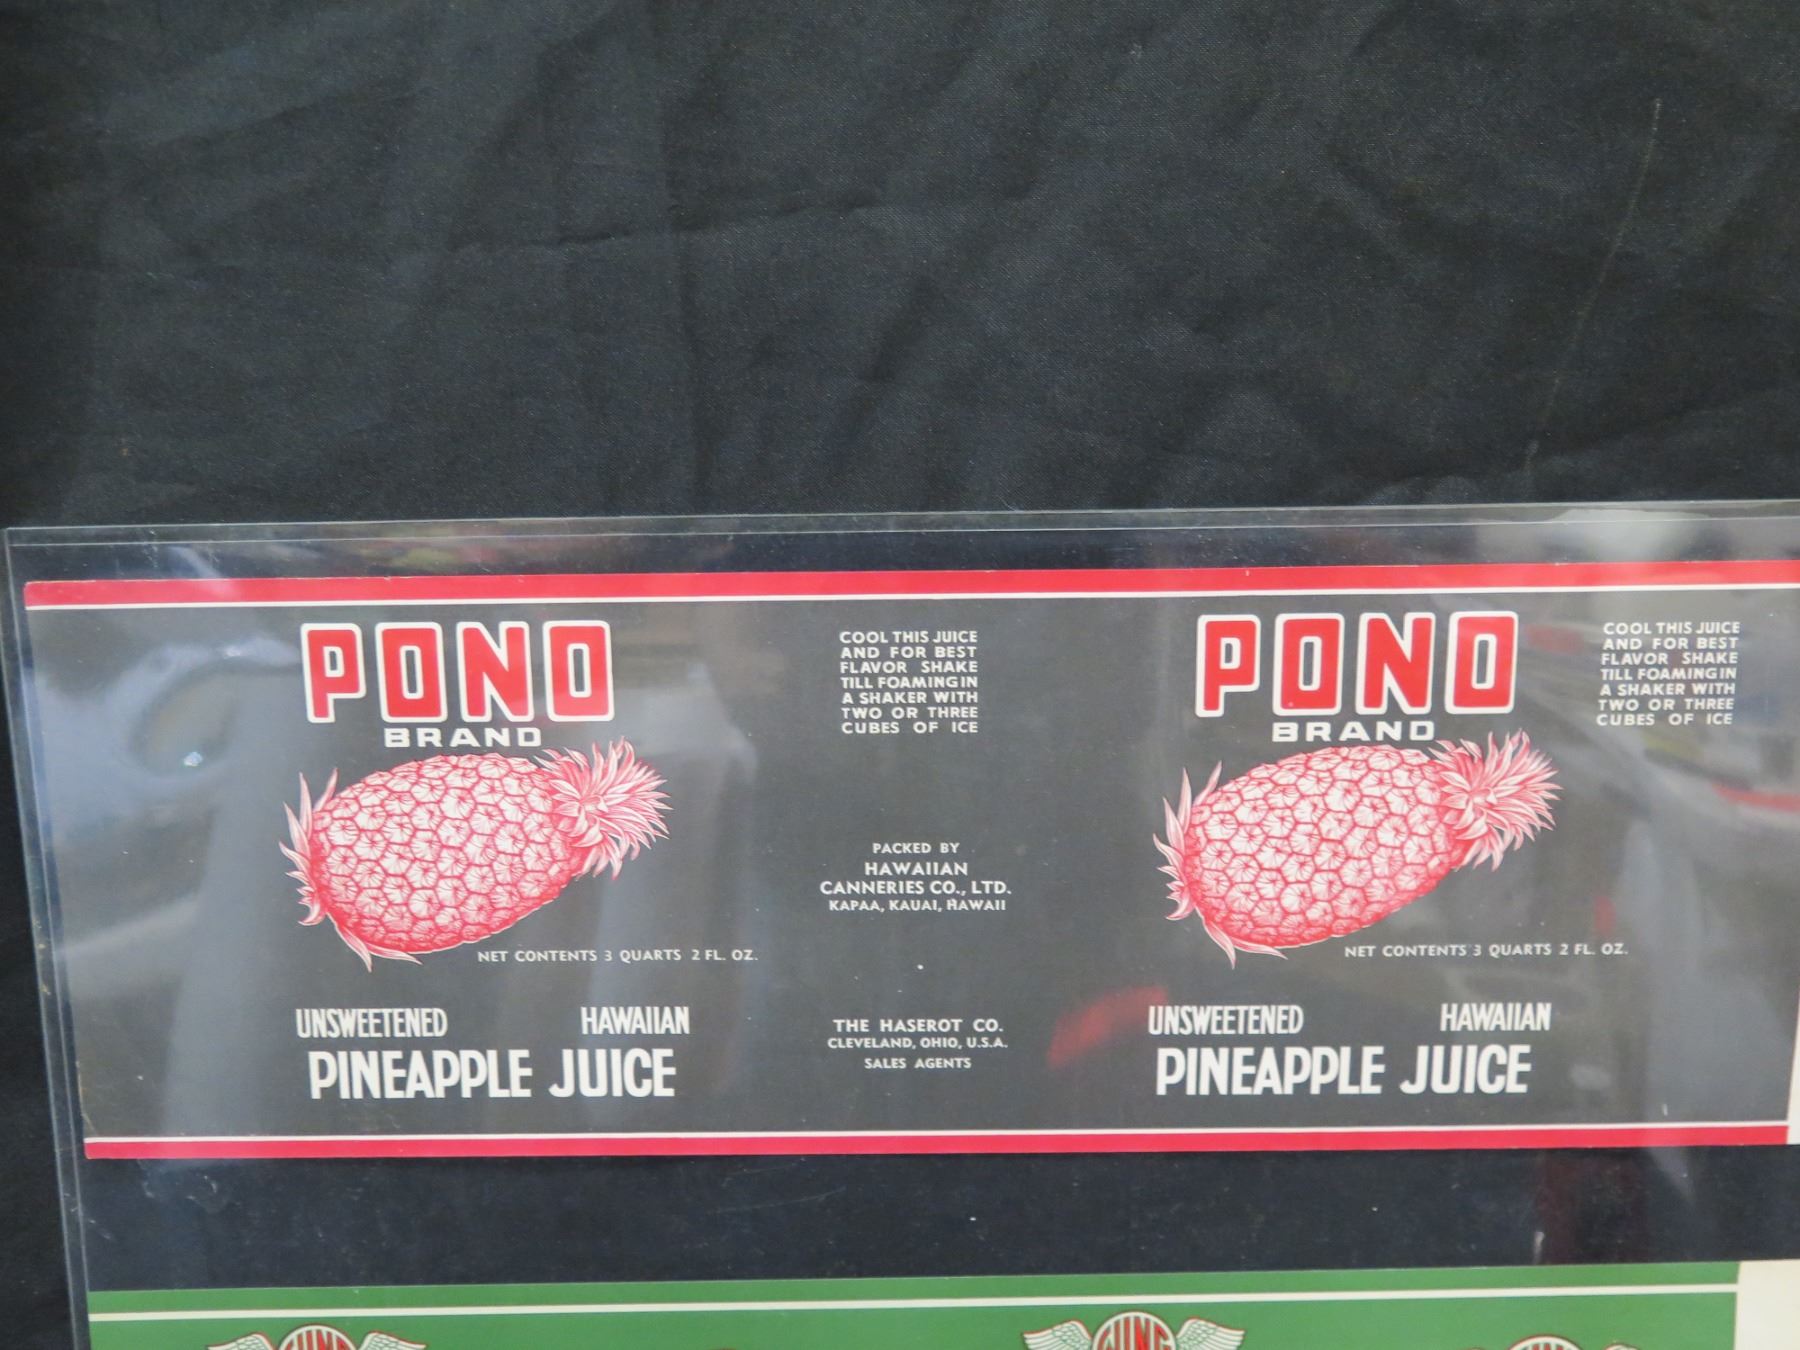 PONO
BRAND
NET CONTENTS 3 QUARTS 2 FL. OZ.
UNSWEETENED HAWAIIAN
PINEAPPLE JUICE
COOL THIS JUICE
AND FOR BEST
FLAVOR SHAKE
TILL FOAMING IN
A SHAKER WITH
TWO OR THREE
CUBES OF ICE
PACKED BY
HAWAIIAN
CANNERIES CO., LTD.
KAPAA, KAUAI, HAWAII
THE HASEROT CO.
CLEVELAND, OHIO, U.S.A.
SALES AGENTS
PONO
BRAND
NET CONTENTS 3 QUARTS 2 FL. OZ.
UNSWEETENED HAWAIIAN
PINEAPPLE JUICE
COOL THIS JUICE
AND FOR BEST
FLAVOR SHAKE
TILL FOAMING IN
A SHAKER WITH
TWO OR THREE
CUBES OF ICE